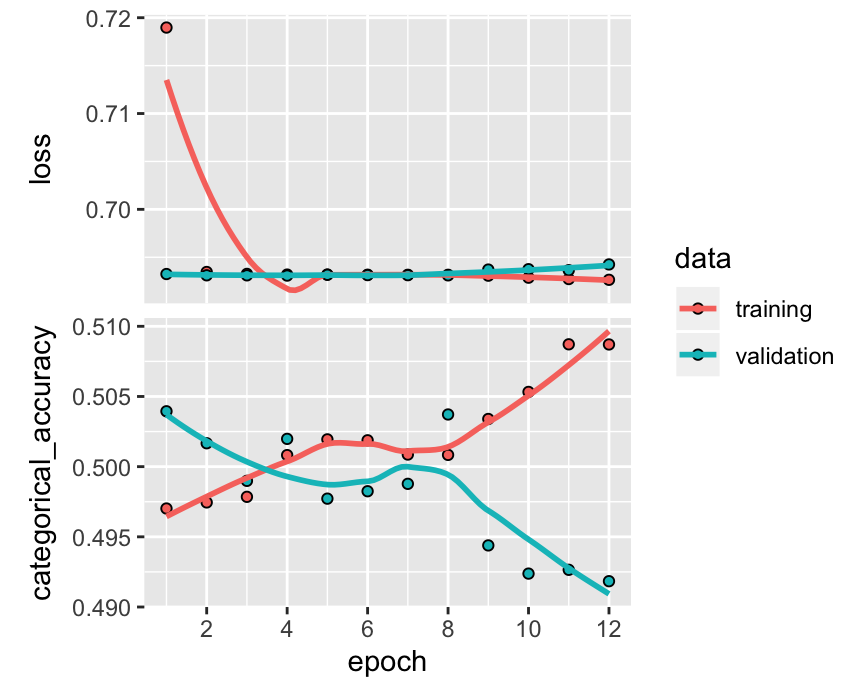 loss
0.72
0.71
0.70
categorical_accuracy
0.510
0.505
0.500
0.495
0.490
2 4 6 8 10 12
epoch
data
training
validation